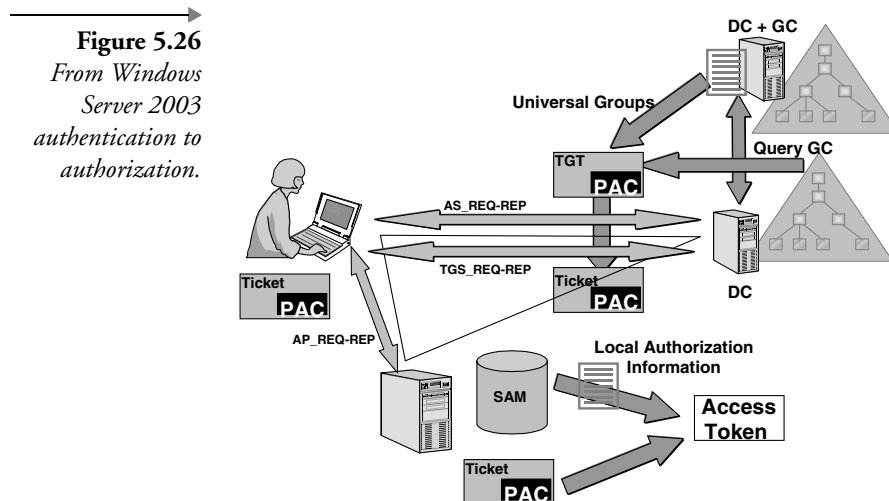 Figure 5.26
From Windows
Server 2003
authentication to
authorization.
DC + GC
Universal Groups
Query GC
TGT
PAC
AS_REQ-REP
TGS_REQ-REP
Ticket
PAC
DC
Ticket
PAC
AP_REQ-REP
Local Authorization
Information
SAM
Access
Token
Ticket
PAC